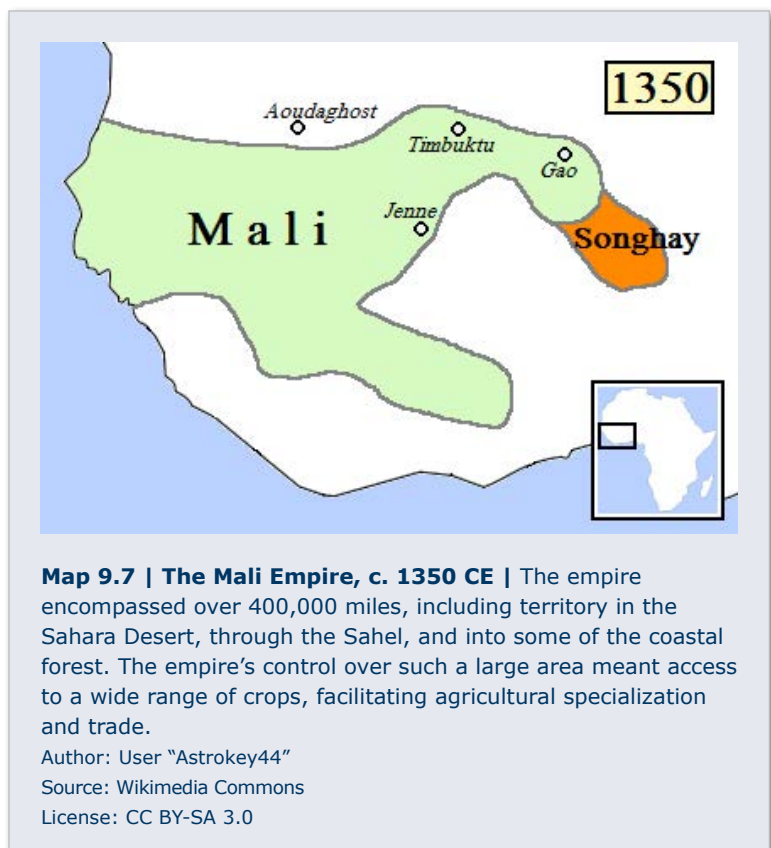 1350
Aoudaghost
Timbuktu
Gao
Jenne
Mali
Songhay
Map 9.7 | The Mali Empire, c. 1350 CE | The empire
encompassed over 400,000 miles, including territory in the
Sahara Desert, through the Sahel, and into some of the coastal
forest. The empire’s control over such a large area meant access
to a wide range of crops, facilitating agricultural specialization
and trade.
Author: User “Astrokey44”
Source: Wikimedia Commons
License: CC BY-SA 3.0